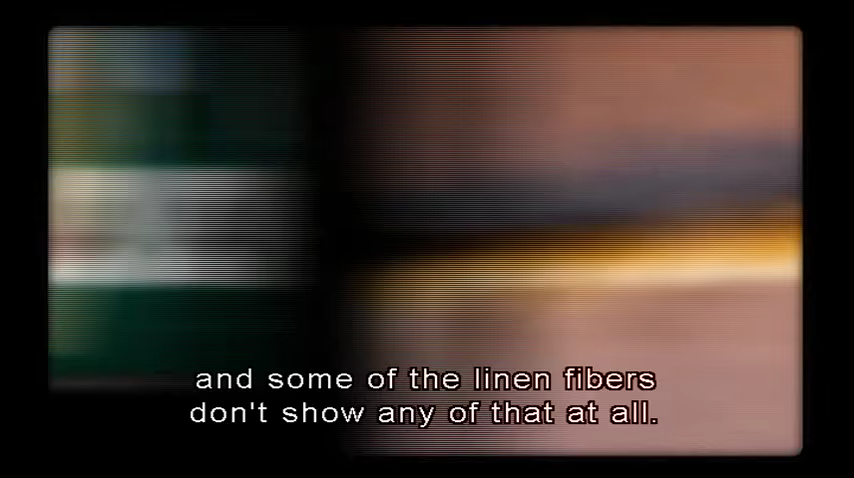 and some of the linen fibers
don't show any of that at all.